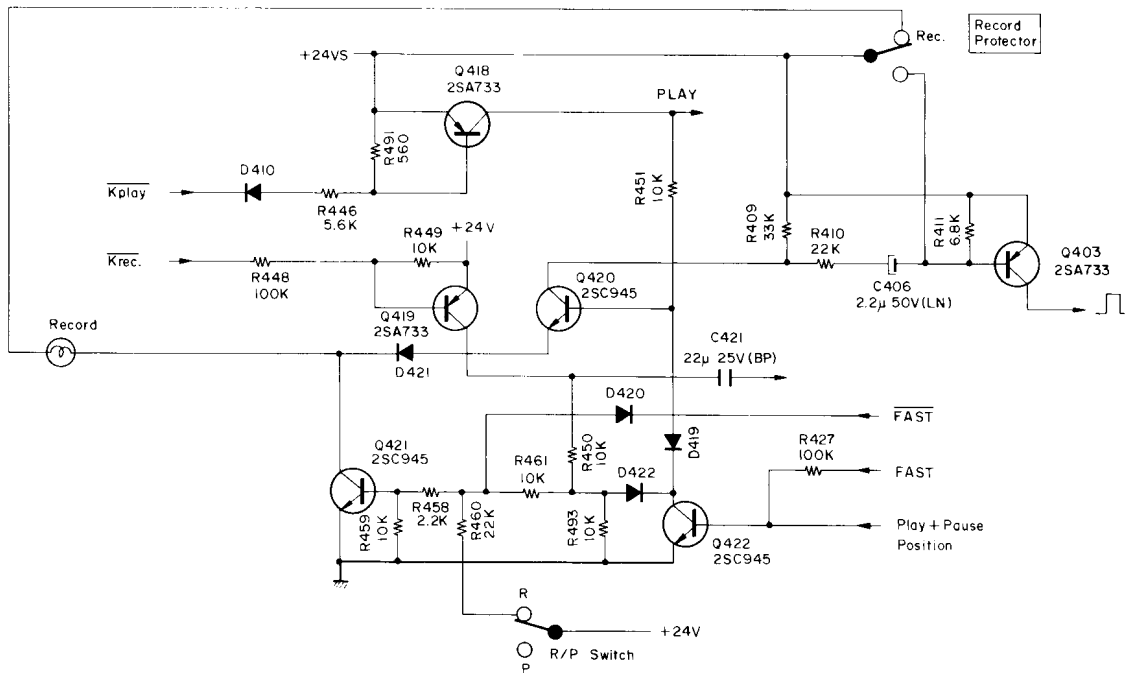 Rec.
Record
Protector
+24VS
Q418
2SA733
PLAY
R491
560
D410
Kplay
R446
5.6K
R451
10K
R409
33K
R411
6.8K
+24V
R449
10K
R410
22K
Q403
2SA733
Krec.
R448
100K
Q420
2SC945
C406
2.2μ 50V(LN)
Q419
2SA733
Record
D421
C421
22μ 25V(BP)
D420
FAST
D419
R427
100K
Q421
2SC945
R450
10K
R461
10K
D422
FAST
R458
2.2K
R459
10K
R460
22K
R493
10K
Q422
2SC945
Play + Pause
Position
R
+24V
R/P Switch
P